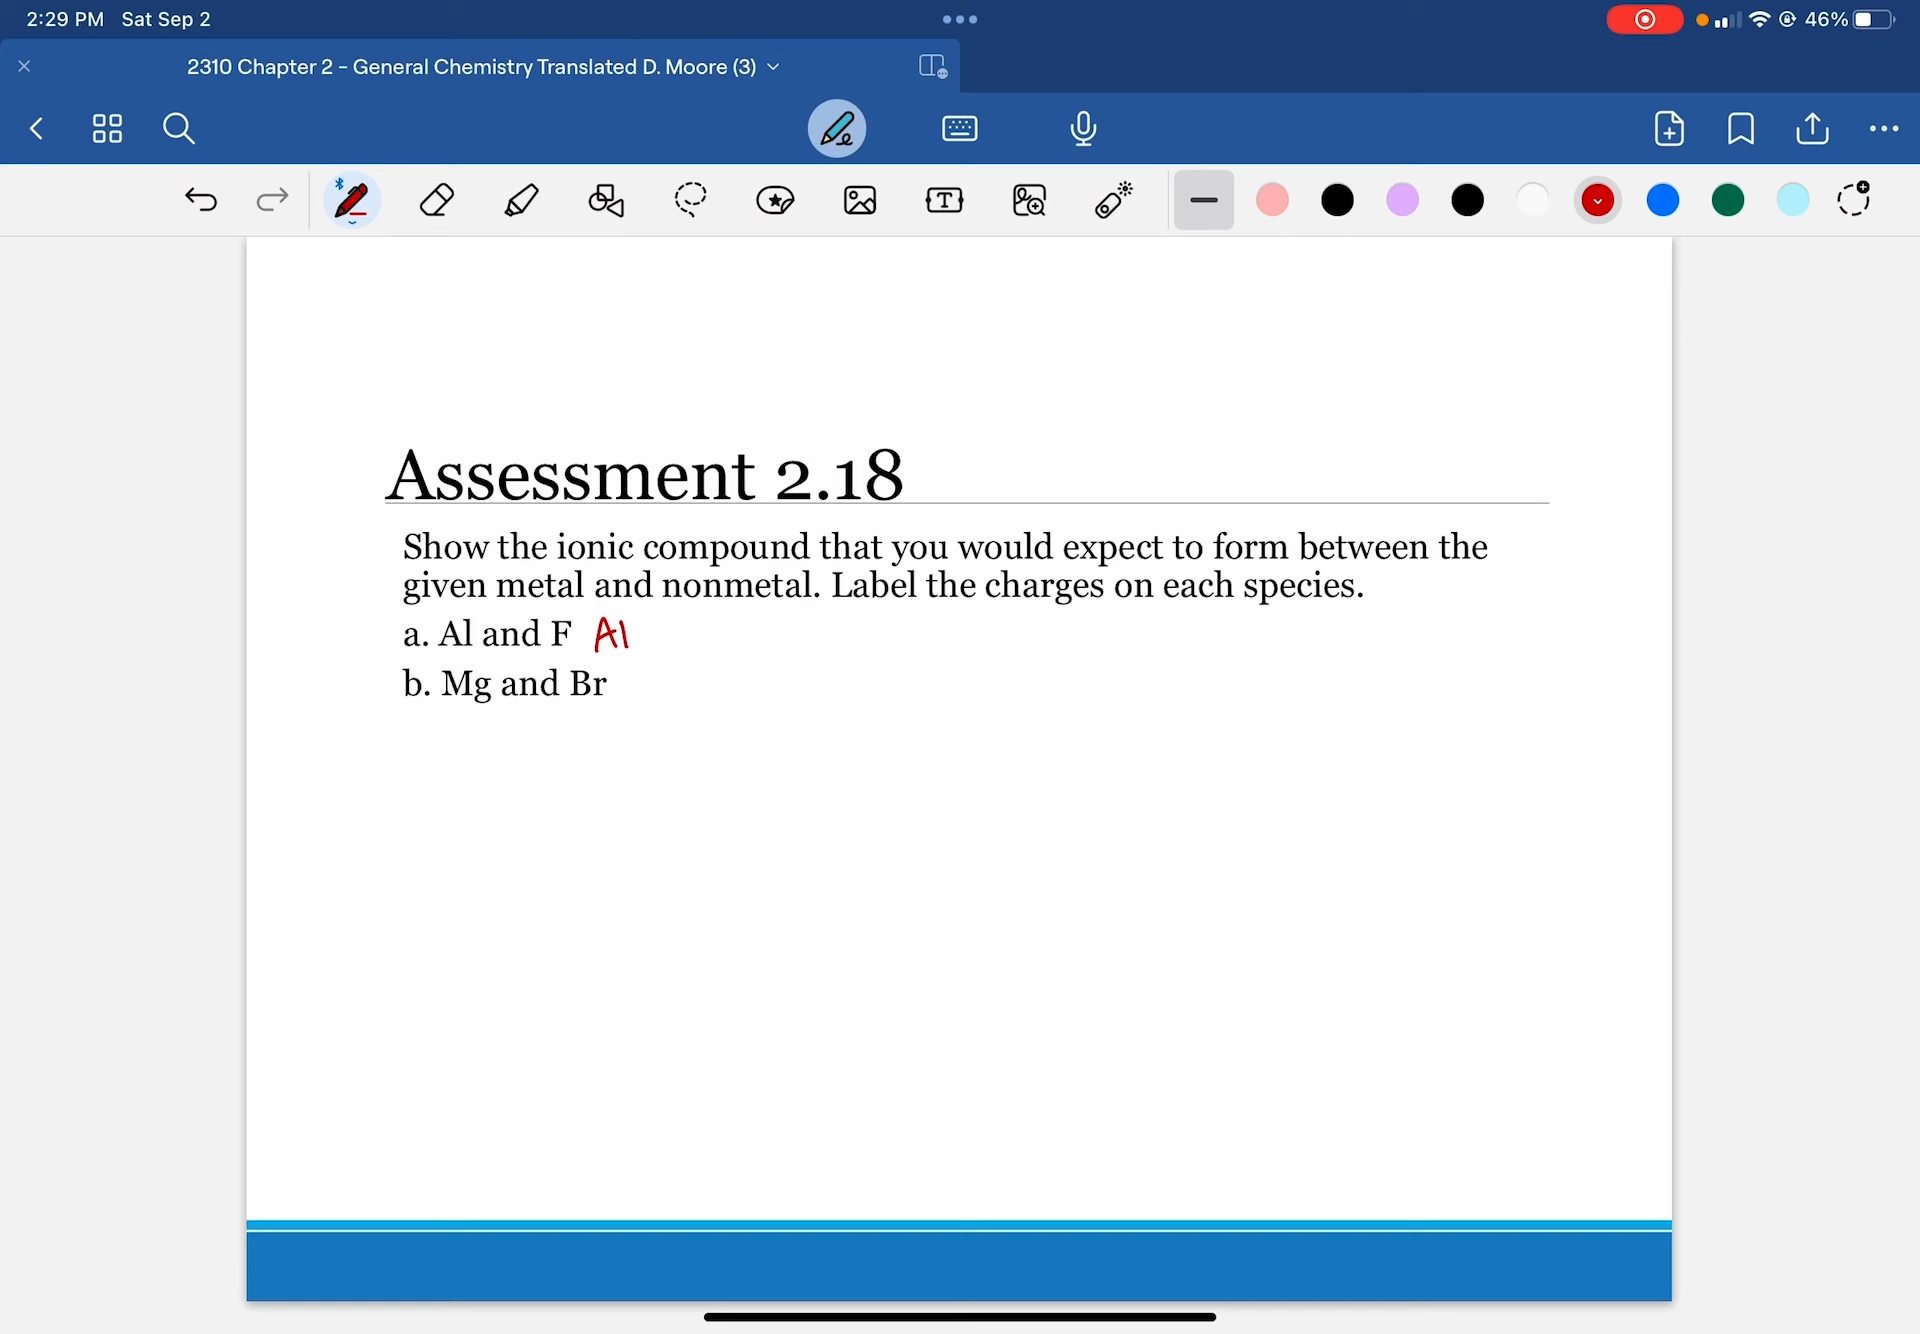 2:29 PM Sat Sep 2
46%
2310 Chapter 2 - General Chemistry Translated D. Moore (3)
Assessment 2.18
Show the ionic compound that you would expect to form between the
given metal and nonmetal. Label the charges on each species.
a. Al and F Al
b. Mg and Br